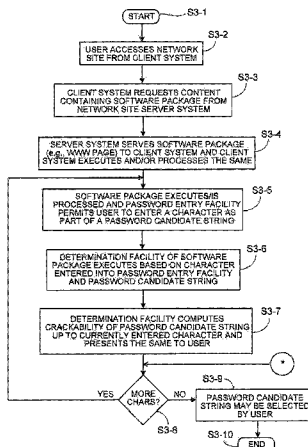 START
S3-1
S3-2
USER ACCESSES NETWORK
SITE FROM CLIENT SYSTEM
S3-3
CLIENT SYSTEM REQUESTS CONTENT
CONTAINING SOFTWARE PACKAGE FROM
NETWORK SITE SERVER SYSTEM
S3-4
SERVER SYSTEM SERVES SOFTWARE PACKAGE
(e.g., WWW PAGE) TO CLIENT SYSTEM AND CLIENT
SYSTEM EXECUTES AND/OR PROCESSES THE SAME
S3-5
SOFTWARE PACKAGE EXECUTES/IS
PROCESSED AND PASSWORD ENTRY FACILITY
PERMITS USER TO ENTER A CHARACTER AS
PART OF A PASSWORD CANDIDATE STRING
S3-6
DETERMINATION FACILITY OF SOFTWARE
PACKAGE EXECUTES BASED ON CHARACTER
ENTERED INTO PASSWORD ENTRY FACILITY
AND PASSWORD CANDIDATE STRING
S3-7
DETERMINATION FACILITY COMPUTES
CRACKABILITY OF PASSWORD CANDIDATE STRING
UP TO CURRENTLY ENTERED CHARACTER AND
PRESENTS THE SAME TO USER
*
YES
MORE
CHARS?
NO
S3-8
S3-9
PASSWORD CANDIDATE
STRING MAY BE SELECTED
BY USER
S3-10
END